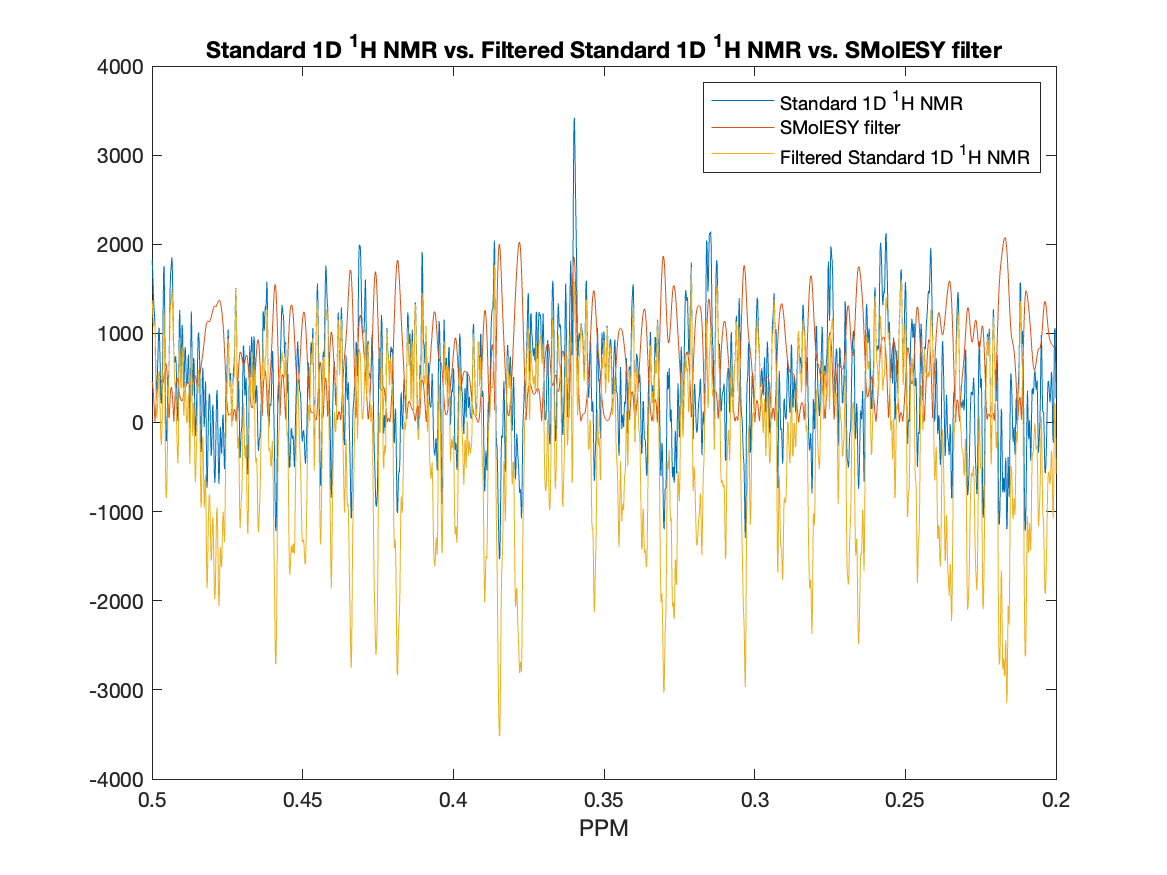 Standard 1D ¹H NMR vs. Filtered Standard 1D ¹H NMR vs. SMolESY filter
Standard 1D ¹H NMR
SMolESY filter
Filtered Standard 1D ¹H NMR
4000
3000
2000
1000
0
-1000
-2000
-3000
-4000
0.5 0.45 0.4 0.35 0.3 0.25 0.2
PPM